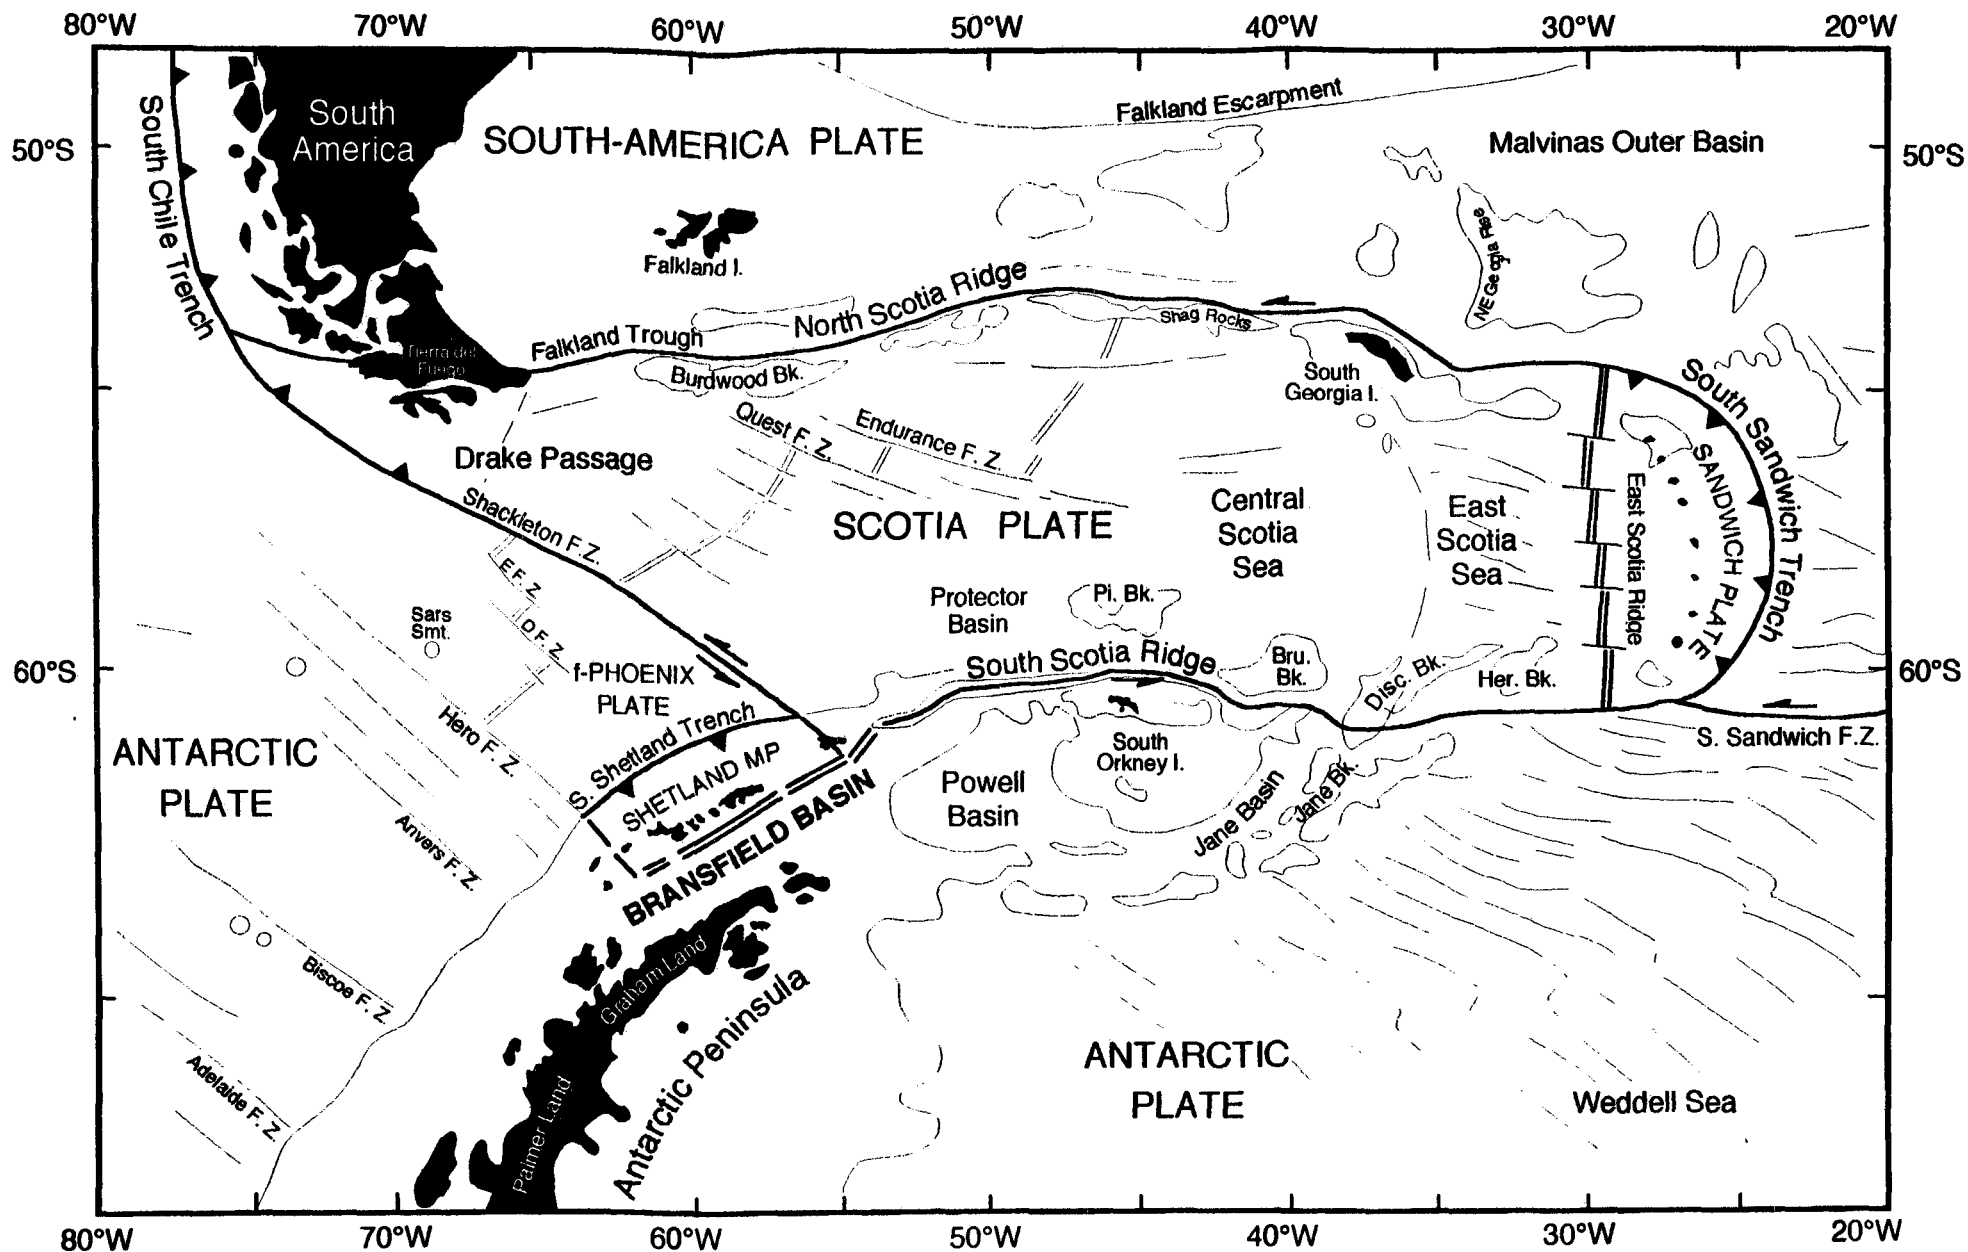 80°W 70°W 60°W 50°W 40°W 30°W 20°W
Falkland Escarpment
South
America
SOUTH-AMERICA PLATE
Malvinas Outer Basin
50°S
50°S
South Chile Trench
Falkland I.
NE Georgia Rise
North Scotia Ridge
Shag Rocks
Falkland Trough
Tierra del
Fuego
Burdwood Bk.
South
Georgia I.
South Sandwich Trench
Quest F. Z.
Endurance F. Z.
Drake Passage
SANDWICH PLATE
Shackleton F.Z.
SCOTIA PLATE
Central
Scotia
Sea
East
Scotia
Sea
East Scotia Ridge
E F. Z
D F. Z
Sars
Smt.
Protector
Basin
Pi. Bk.
60°S
60°S
f-PHOENIX
PLATE
South Scotia Ridge
Bru.
Bk.
Disc. Bk.
Her. Bk.
Hero F. Z.
S. Shetland Trench
S. Sandwich F.Z.
ANTARCTIC
PLATE
SHETLAND MP
South
Orkney I.
Powell
Basin
Jane Basin
Jane Bk.
Anvers F. Z.
BRANSFIELD BASIN
Biscoe F. Z.
Graham Land
Antarctic Peninsula
Adelaide F. Z.
Palmer Land
ANTARCTIC
PLATE
Weddell Sea
80°W 70°W 60°W 50°W 40°W 30°W 20°W